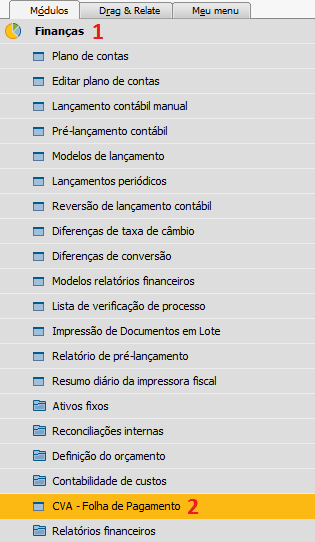 Módulos Drag & Relate Meu menu
Finanças 1
Plano de contas
Editar plano de contas
Lançamento contábil manual
Pré-lançamento contábil
Modelos de lançamento
Lançamentos periódicos
Reversão de lançamento contábil
Diferenças de taxa de câmbio
Diferenças de conversão
Modelos relatórios financeiros
Lista de verificação de processo
Impressão de Documentos em Lote
Relatório de pré-lançamento
Resumo diário da impressora fiscal
Ativos fixos
Reconciliações internas
Definição do orçamento
Contabilidade de custos
CVA - Folha de Pagamento 2
Relatórios financeiros